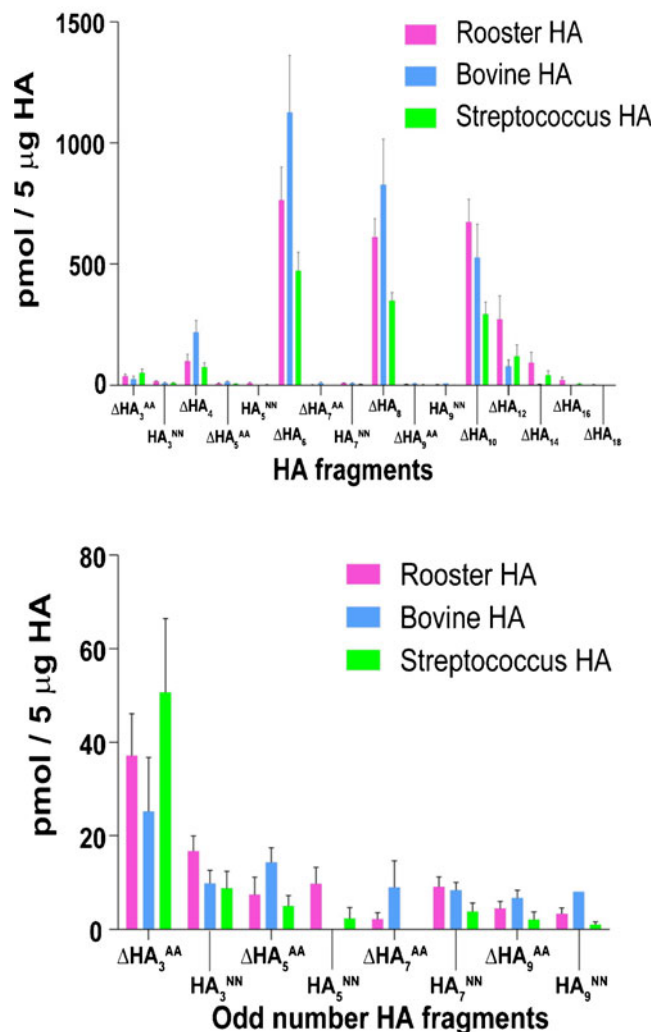 1500
1000
500
0
pmol / 5 μg HA
Rooster HA
Bovine HA
Streptococcus HA
ΔHA₃ᴬᴬ ΔHA₄ HA₅ᴺᴺ ΔHA₇ᴬᴬ ΔHA₈ HA₉ᴺᴺ ΔHA₁₂ ΔHA₁₆
HA₃ᴺᴺ ΔHA₅ᴬᴬ ΔHA₆ HA₇ᴺᴺ ΔHA₉ᴬᴬ ΔHA₁₀ ΔHA₁₄ ΔHA₁₈
HA fragments
80
60
40
20
0
pmol / 5 μg HA
Rooster HA
Bovine HA
Streptococcus HA
ΔHA₃ᴬᴬ ΔHA₅ᴬᴬ ΔHA₇ᴬᴬ ΔHA₉ᴬᴬ
HA₃ᴺᴺ HA₅ᴺᴺ HA₇ᴺᴺ HA₉ᴺᴺ
Odd number HA fragments